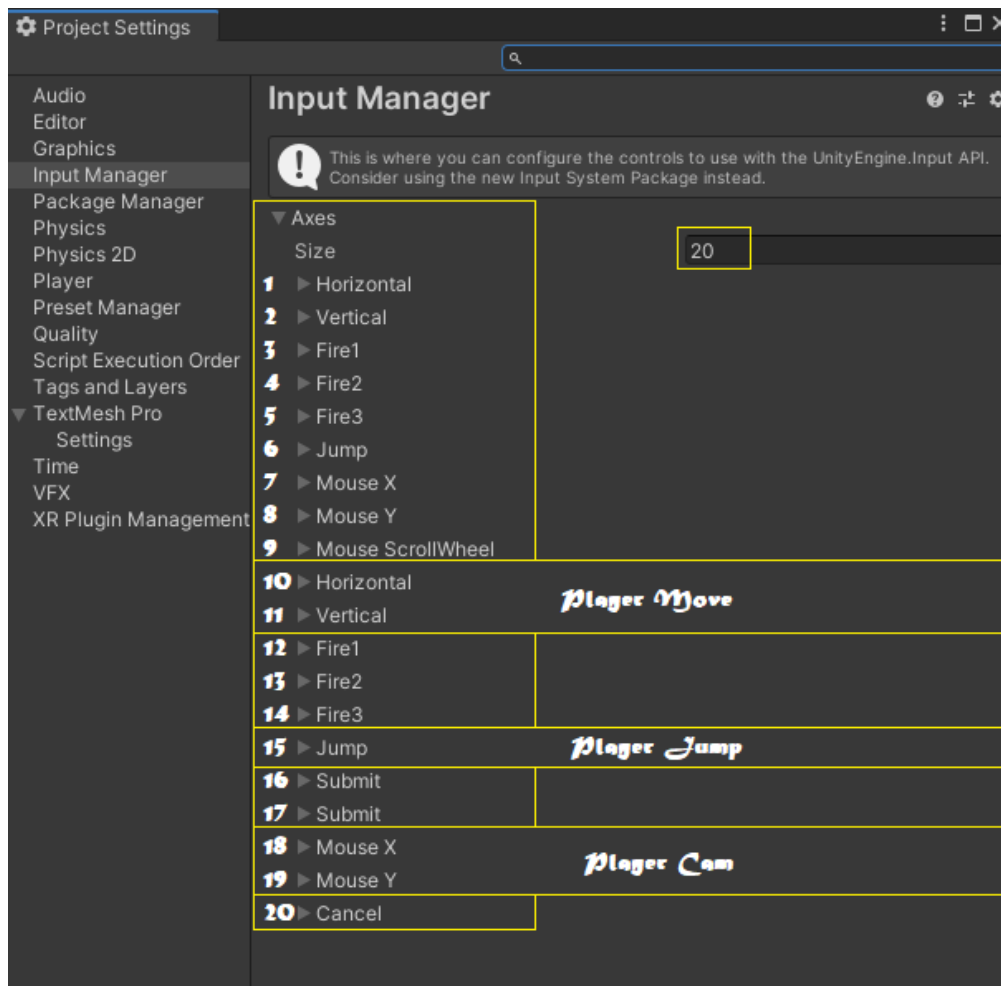 Project Settings
Audio
Editor
Graphics
Input Manager
Package Manager
Physics
Physics 2D
Player
Preset Manager
Quality
Script Execution Order
Tags and Layers
TextMesh Pro
Settings
Time
VFX
XR Plugin Management
Input Manager
This is where you can configure the controls to use with the UnityEngine.Input API.
Consider using the new Input System Package instead.
Axes
Size 20
1 Horizontal
2 Vertical
3 Fire1
4 Fire2
5 Fire3
6 Jump
7 Mouse X
8 Mouse Y
9 Mouse ScrollWheel
10 Horizontal
Player Move
11 Vertical
12 Fire1
13 Fire2
14 Fire3
15 Jump Player Jump
16 Submit
17 Submit
18 Mouse X
Player Cam
19 Mouse Y
20 Cancel